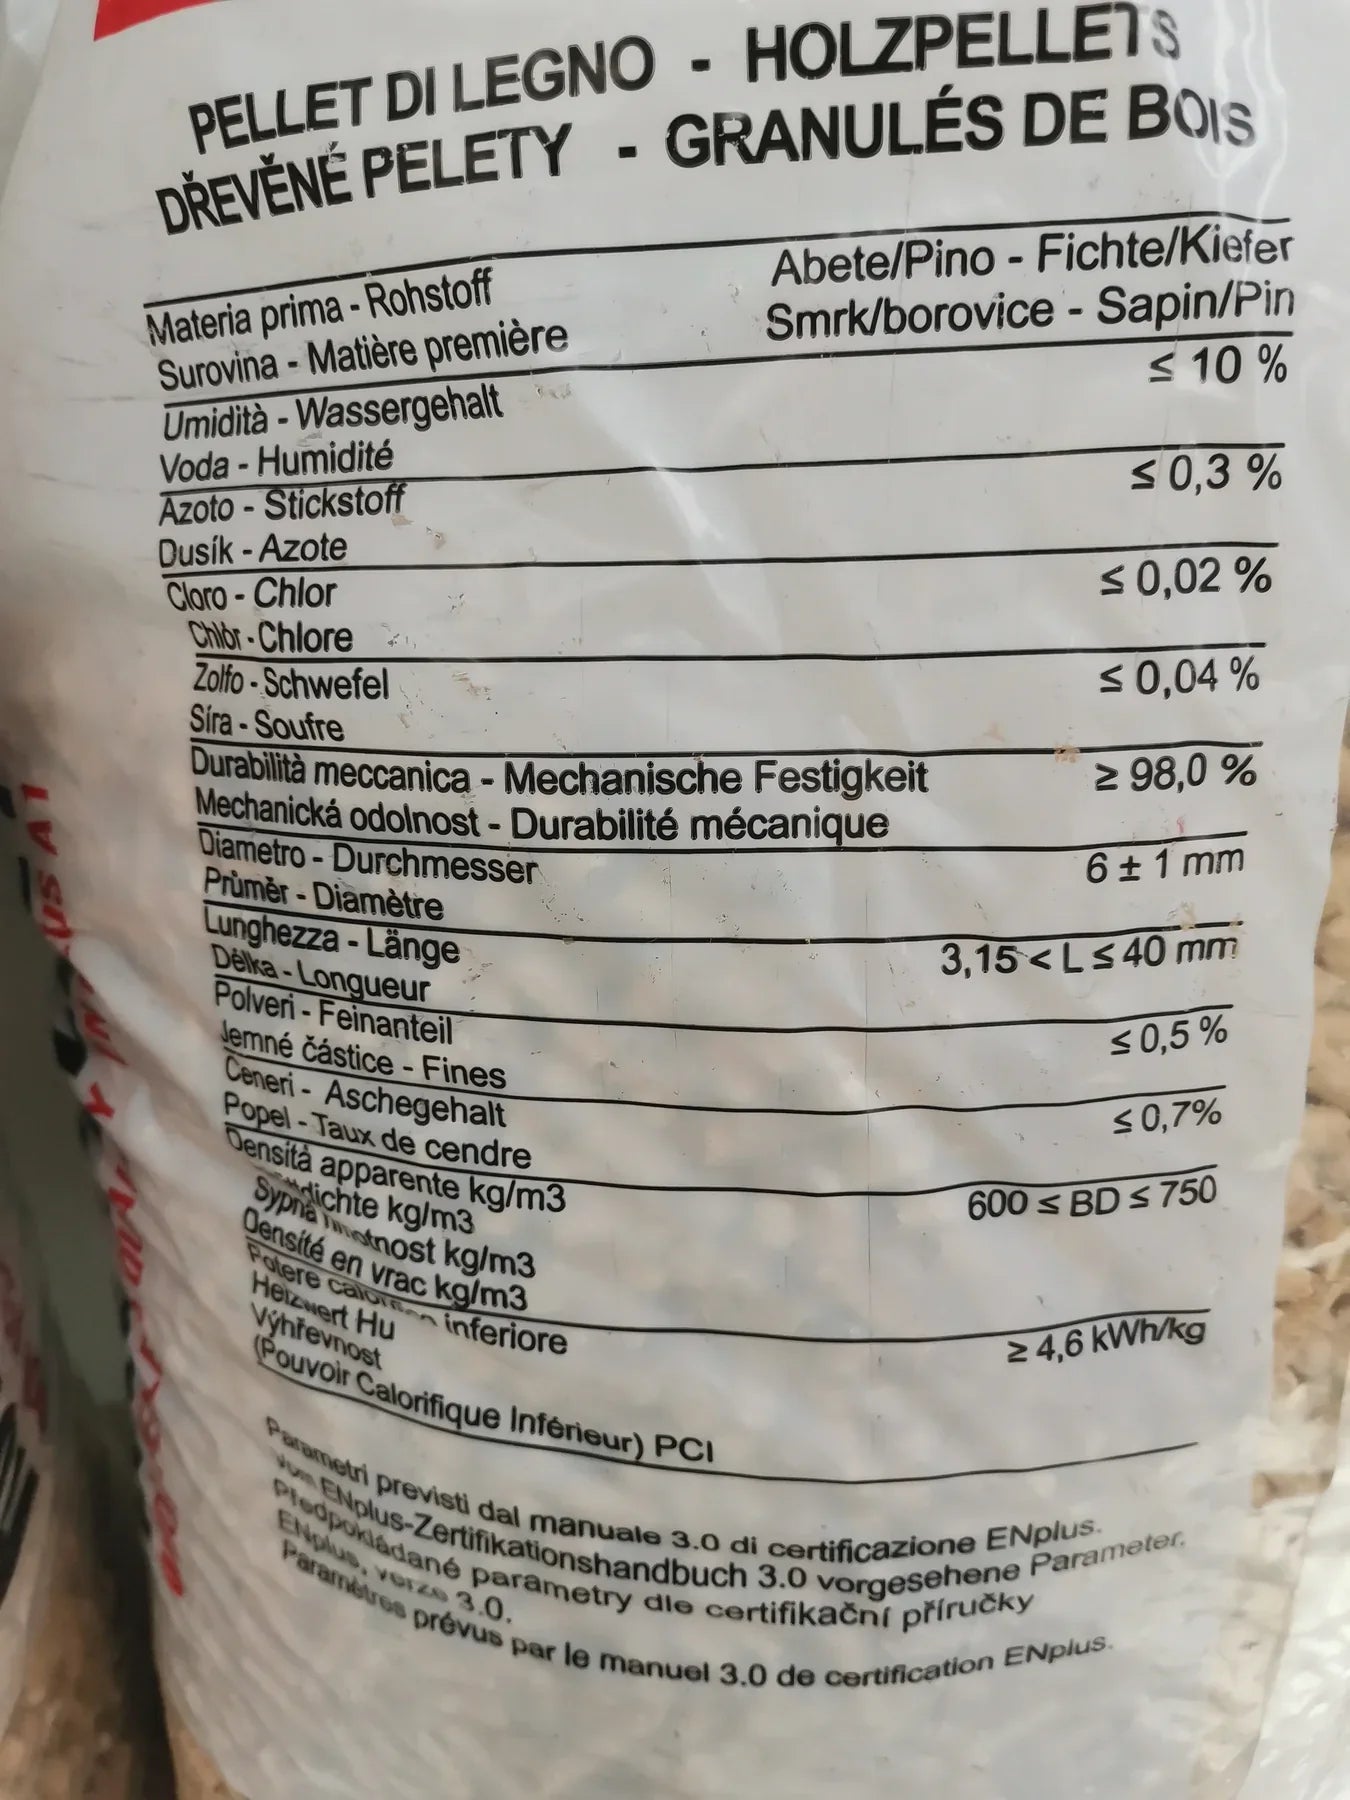 PELLET DI LEGNO - HOLZPELLETS
DŘEVĚNÉ PELETY - GRANULÉS DE BOIS
Materia prima - Rohstoff
Surovina - Matière première
Abete/Pino - Fichte/Kiefer
Smrk/borovice - Sapin/Pin
Umidità - Wassergehalt
Voda - Humidité
≤ 10 %
Azoto - Stickstoff
Dusík - Azote
≤ 0,3 %
Cloro - Chlor
Chlór - Chlore
≤ 0,02 %
Zolfo - Schwefel
Síra - Soufre
≤ 0,04 %
Durabilità meccanica - Mechanische Festigkeit
Mechanická odolnost - Durabilité mécanique
≥ 98,0 %
Diametro - Durchmesser
Průměr - Diamètre
6 ± 1 mm
Lunghezza - Länge
Délka - Longueur
3,15 < L ≤ 40 mm
Polveri - Feinanteil
Jemné částice - Fines
≤ 0,5 %
Ceneri - Aschegehalt
Popel - Taux de cendre
≤ 0,7%
Densità apparente kg/m3
kg/m3
Sypná kg/m3
Densité en vrac kg/m3
600 ≤ BD ≤ 750
Potere inferiore
Heizwert Hu
Výhřevnost
(Pouvoir Calorifique Inférieur) PCI
≥ 4,6 kWh/kg
Parametri previsti dal manuale 3.0 di certificazione ENplus.
Vom ENplus-Zertifikationshandbuch 3.0 vorgesehene Parameter.
Předpokládané parametry dle certifikační příručky
ENplus, verze 3.0.
Paramètres prévus par le manuel 3.0 de certification ENplus.